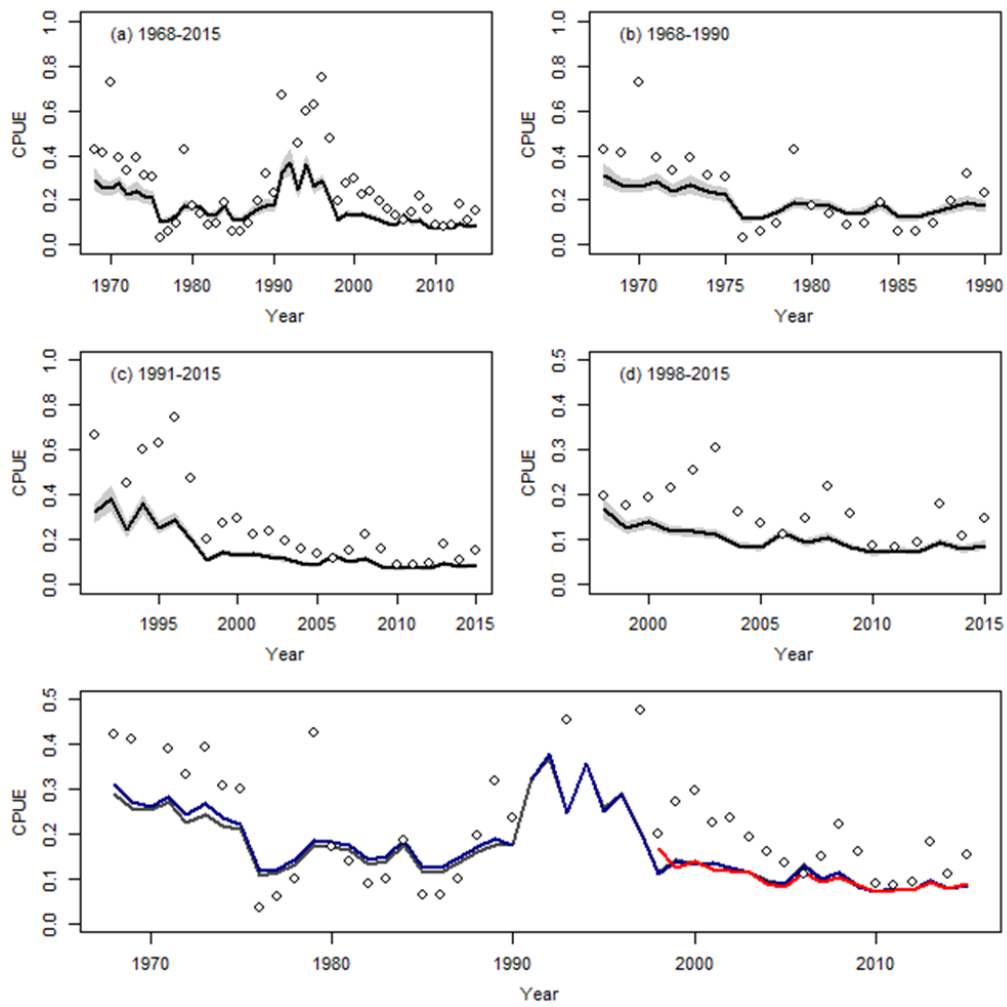 (a) 1968-2015
CPUE
0.0 0.2 0.4 0.6 0.8 1.0
1970 1980 1990 2000 2010
Year
(b) 1968-1990
CPUE
0.0 0.2 0.4 0.6 0.8 1.0
1970 1975 1980 1985 1990
Year
(c) 1991-2015
CPUE
0.0 0.2 0.4 0.6 0.8 1.0
1995 2000 2005 2010 2015
Year
(d) 1998-2015
CPUE
0.0 0.1 0.2 0.3 0.4 0.5
2000 2005 2010 2015
Year
CPUE
0.0 0.1 0.2 0.3 0.4 0.5
1970 1980 1990 2000 2010
Year